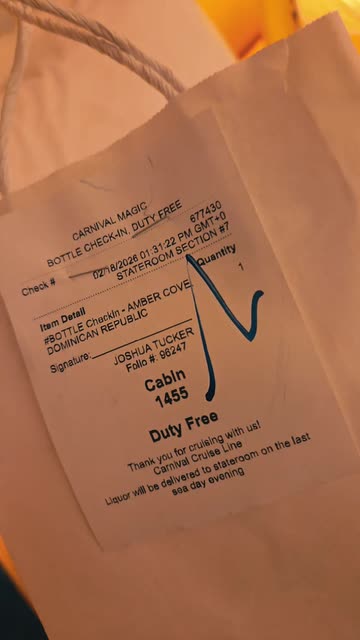 CARNIVAL MAGIC
BOTTLE CHECK-IN, DUTY FREE
Check # 677430
02/18/2026 01:31:22 PM GMT+0
STATEROOM SECTION #7
Item Detail Quantity
#BOTTLE CheckIn - AMBER COVE, 1
DOMINICAN REPUBLIC
Signature:
JOSHUA TUCKER
Folio #: 96247
Cabin
1455
Duty Free
Thank you for cruising with us!
Carnival Cruise Line
Liquor will be delivered to stateroom on the last
sea day evening